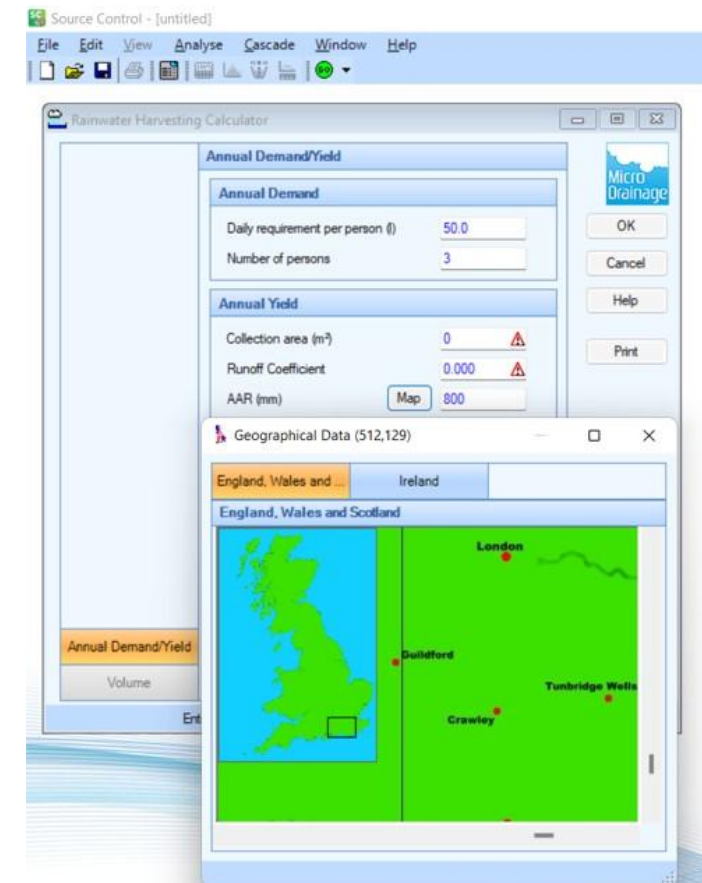 Source Control - [untitled]
File Edit View Analyse Cascade Window Help
GO
Rainwater Harvesting Calculator
Annual Demand/Yield
Micro Drainage
Annual Demand
Daily requirement per person (l) 50.0
Number of persons 3
OK
Cancel
Help
Print
Annual Yield
Collection area (m²) 0
Runoff Coefficient 0.000
AAR (mm) Map 800
Geographical Data (512,129)
England, Wales and ... Ireland
England, Wales and Scotland
London
Guildford
Tunbridge Wells
Crawley
Annual Demand/Yield
Volume
Ent